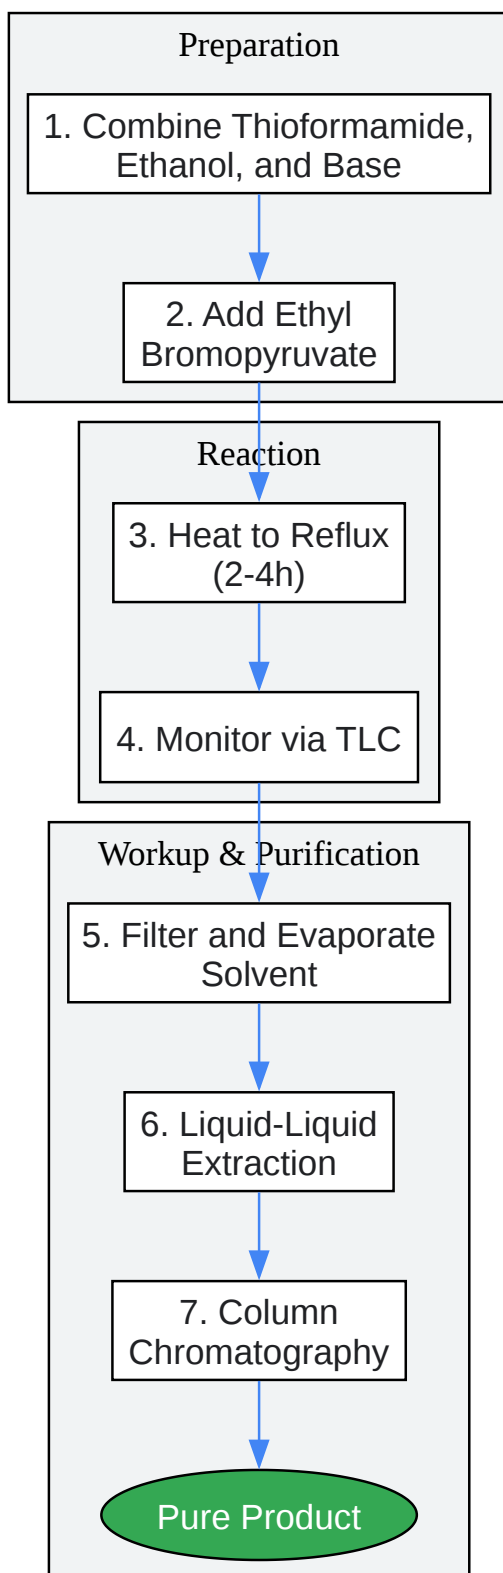 Preparation
1. Combine Thioformamide,
Ethanol, and Base
2. Add Ethyl
Bromopyruvate
Reaction
3. Heat to Reflux
(2-4h)
4. Monitor via TLC
Workup & Purification
5. Filter and Evaporate
Solvent
6. Liquid-Liquid
Extraction
7. Column
Chromatography
Pure Product